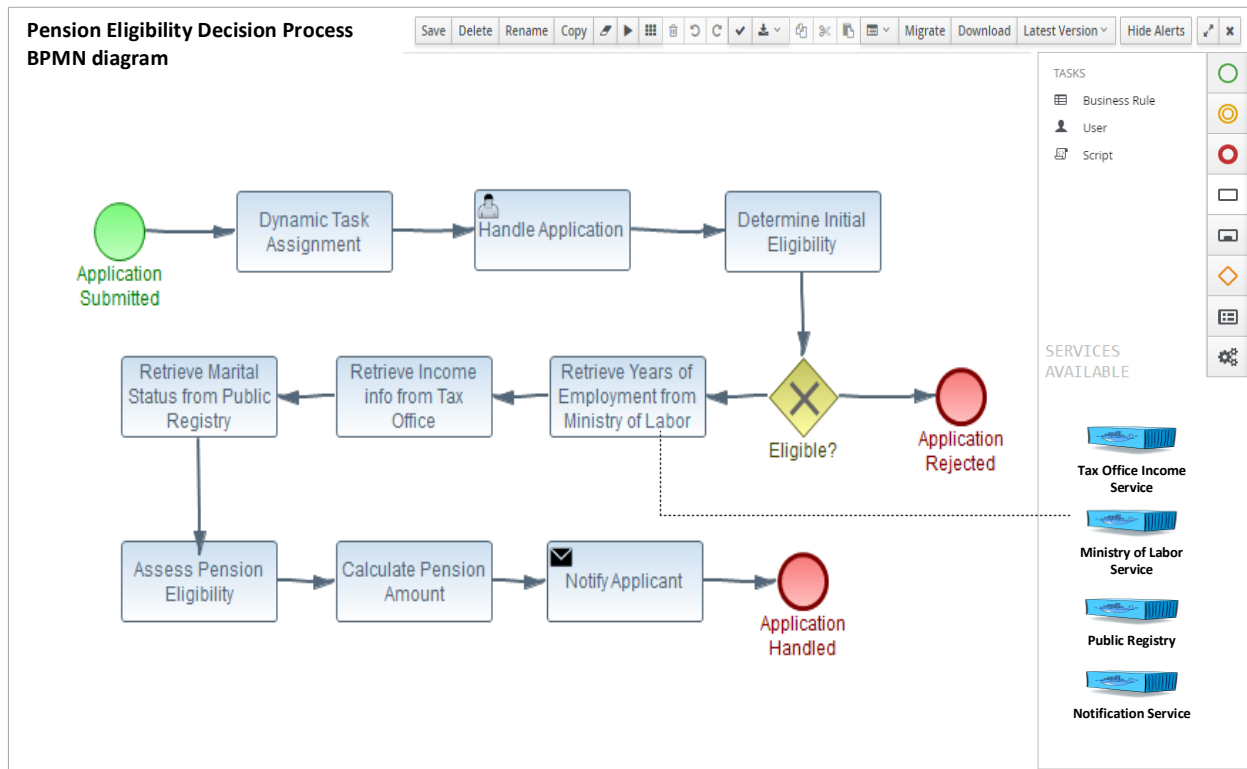 Pension Eligibility Decision Process
BPMN diagram
Save Delete Rename Copy Migrate Download Latest Version Hide Alerts
TASKS
Business Rule
User
Script
Dynamic Task
Assignment
Handle Application
Determine Initial
Eligibility
Application
Submitted
Retrieve Marital
Status from Public
Registry
Retrieve Income
info from Tax
Office
Retrieve Years of
Employment from
Ministry of Labor
Eligible?
Application
Rejected
SERVICES
AVAILABLE
Tax Office Income
Service
Ministry of Labor
Service
Public Registry
Notification Service
Assess Pension
Eligibility
Calculate Pension
Amount
Notify Applicant
Application
Handled